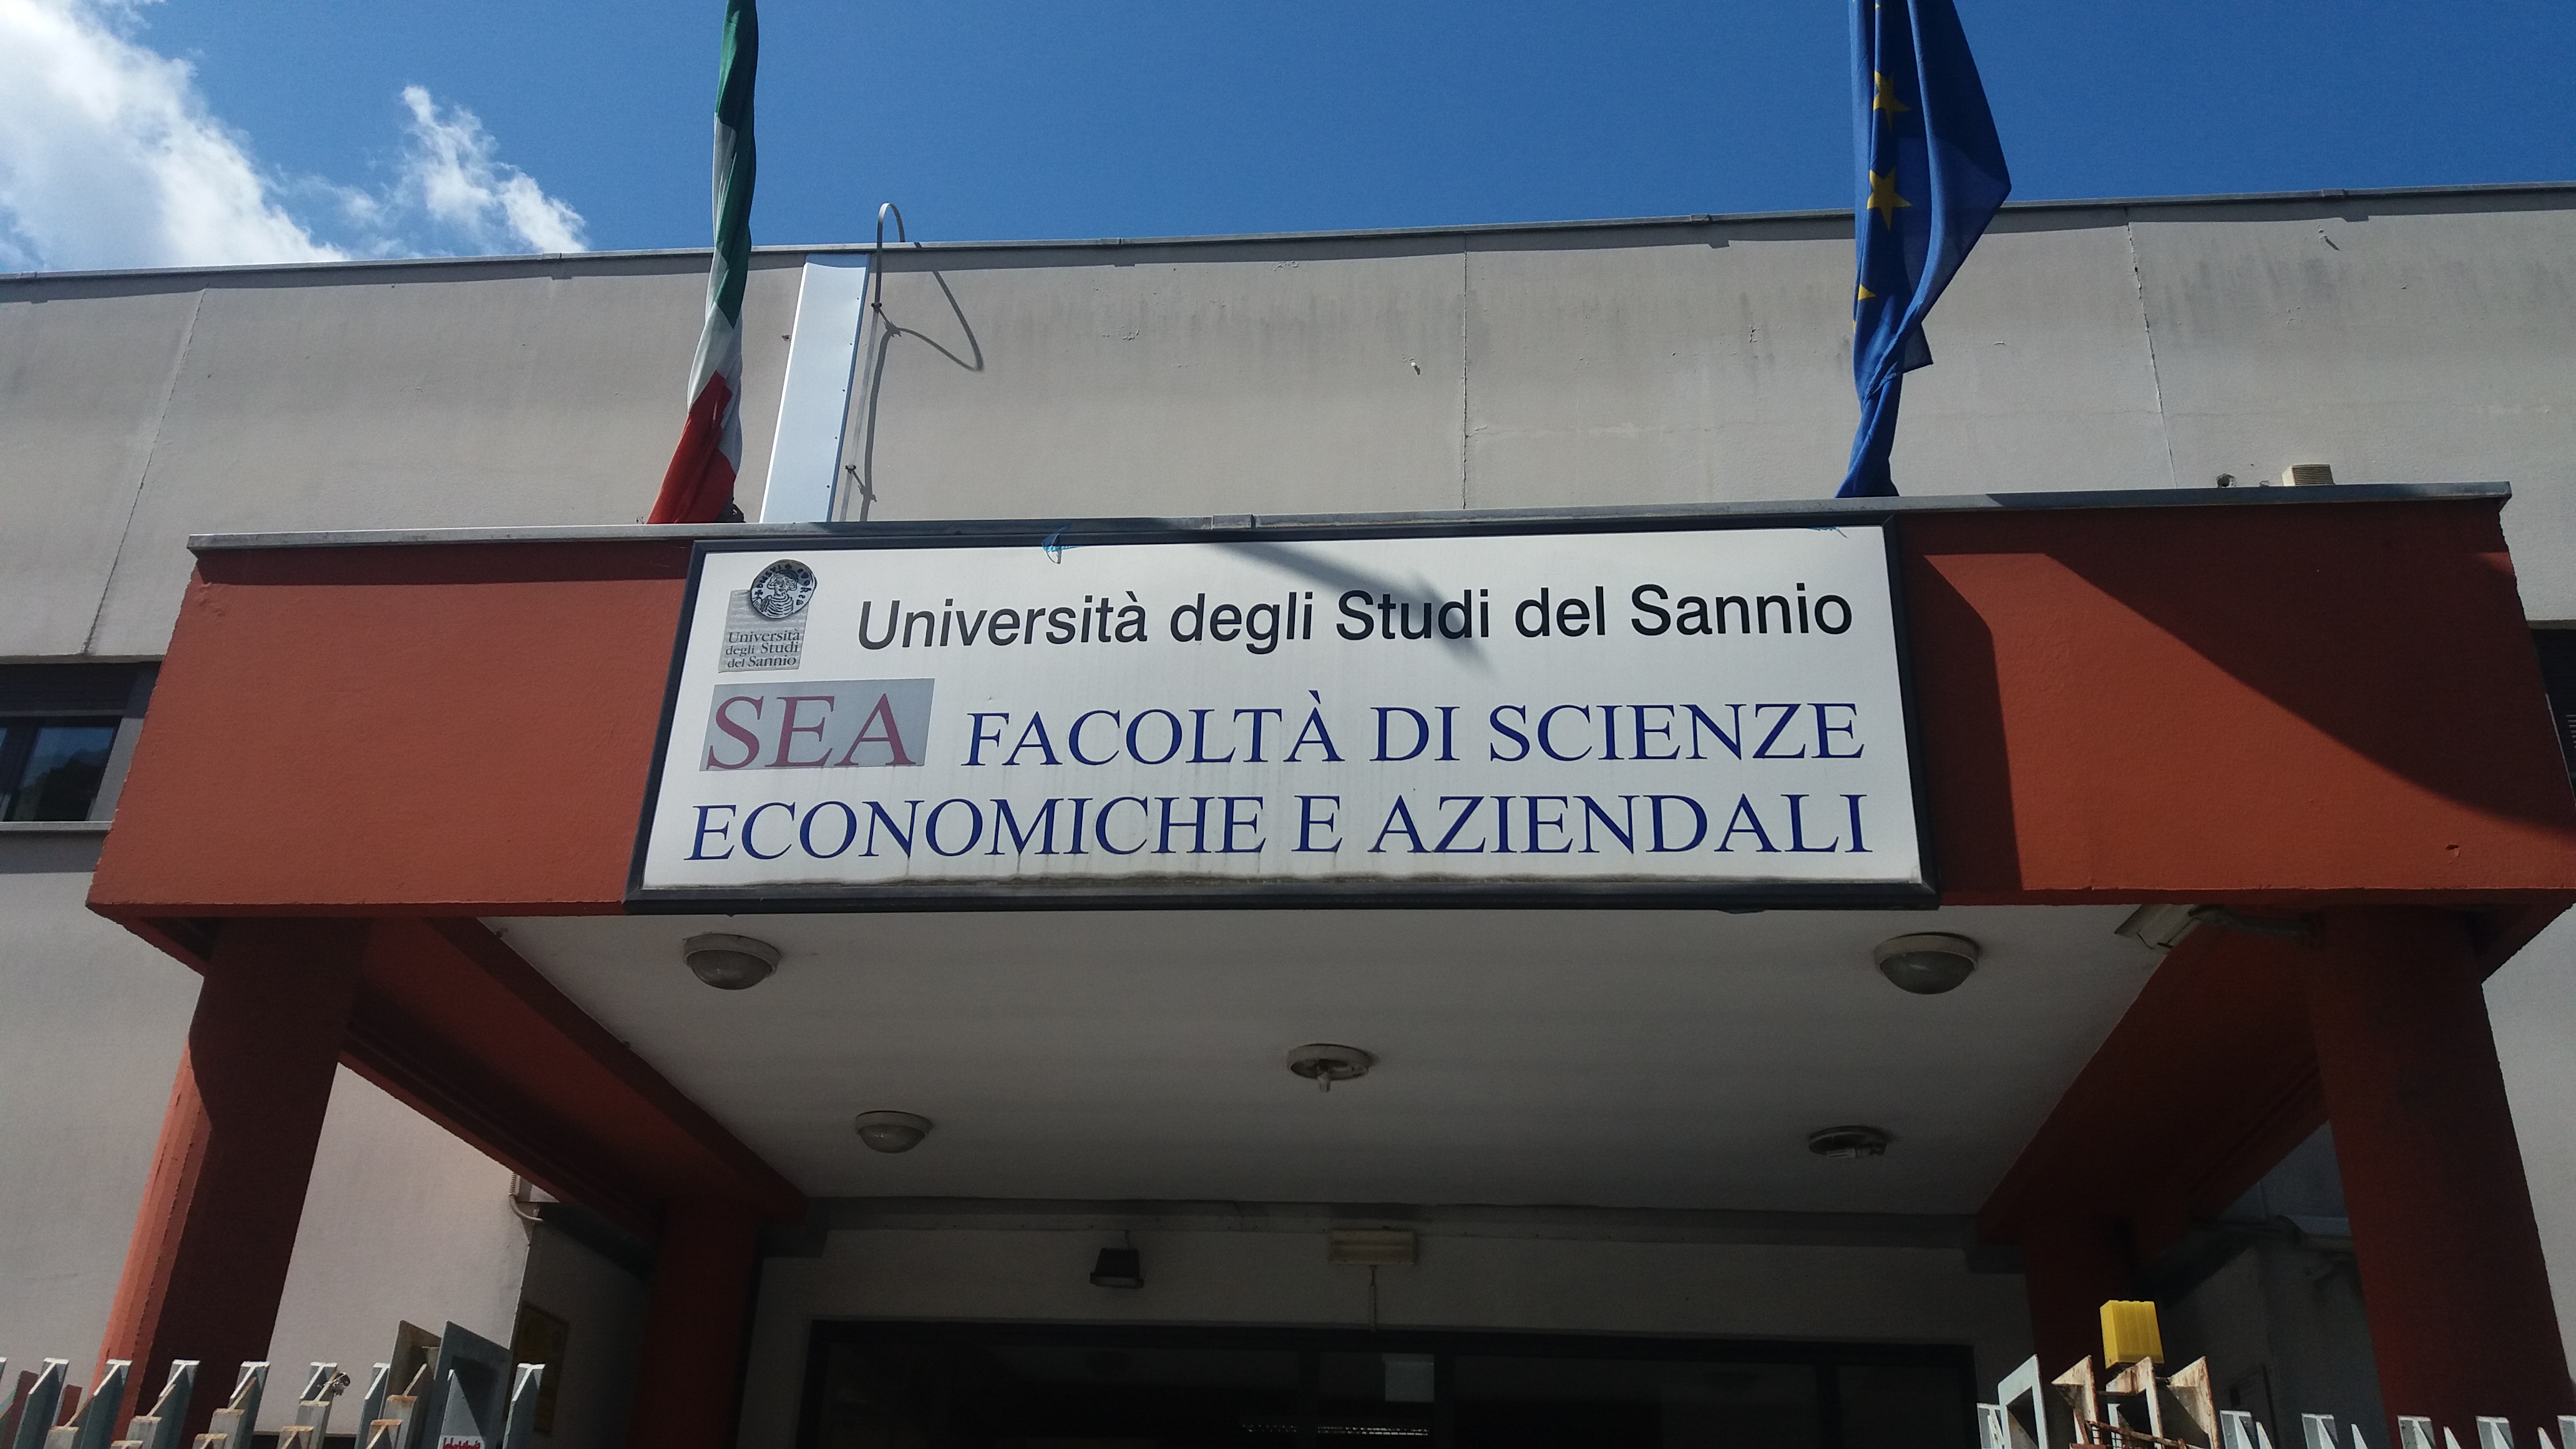 Università degli Studi del Sannio
Università
degli Studi
del Sannio
SEA FACOLTÀ DI SCIENZE
ECONOMICHE E AZIENDALI